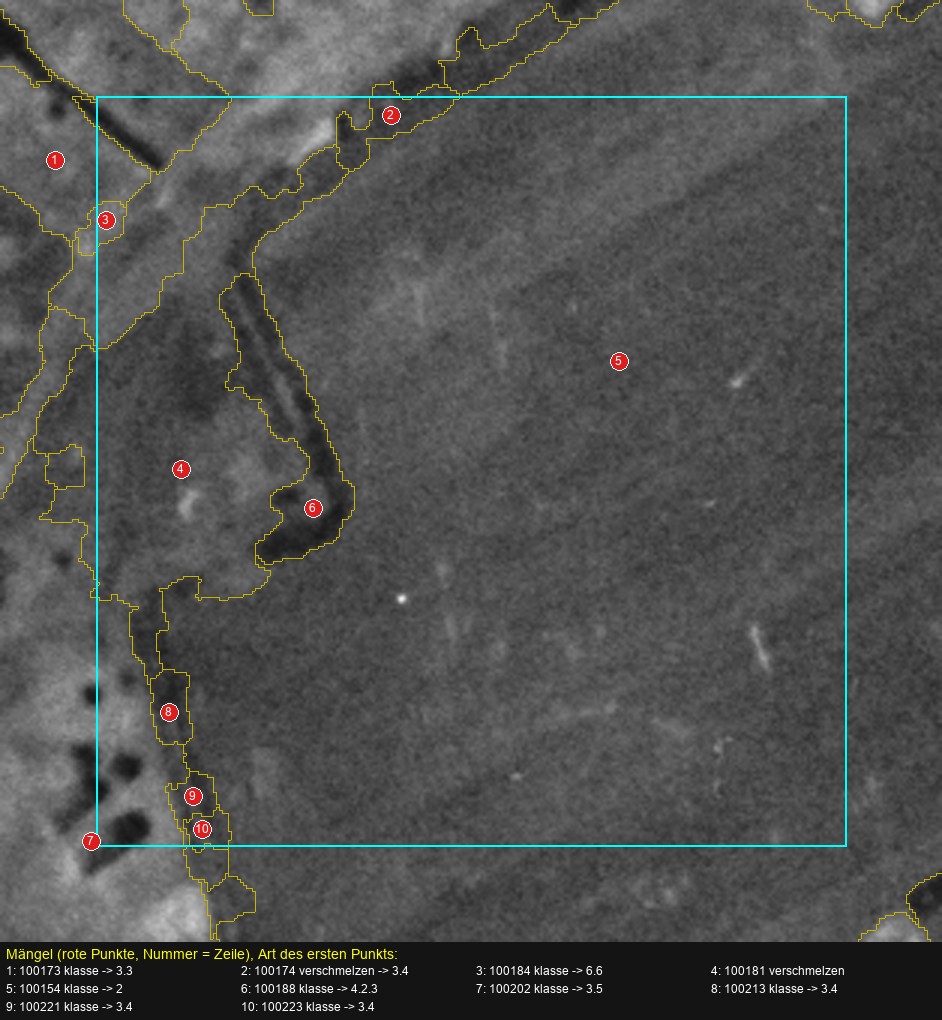 2
1
3
5
4
6
8
9
10
7
Mängel (rote Punkte, Nummer = Zeile), Art des ersten Punkts:
1: 100173 klasse -> 3.3 2: 100174 verschmelzen -> 3.4 3: 100184 klasse -> 6.6 4: 100181 verschmelzen
5: 100154 klasse -> 2 6: 100188 klasse -> 4.2.3 7: 100202 klasse -> 3.5 8: 100213 klasse -> 3.4
9: 100221 klasse -> 3.4 10: 100223 klasse -> 3.4